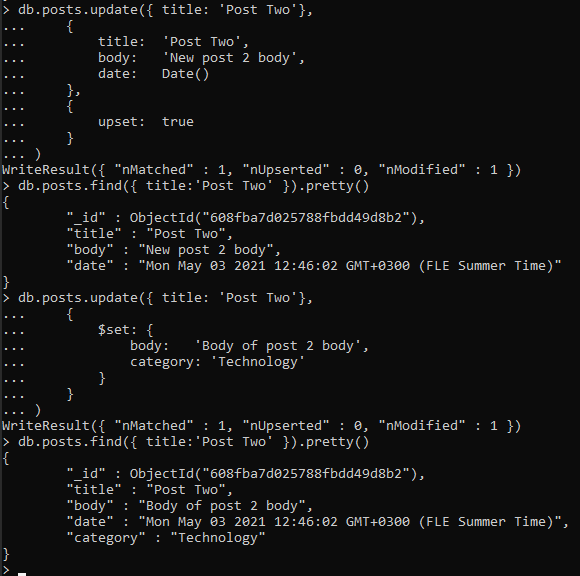 > db.posts.update({ title: 'Post Two'},
...     {
...         title:  'Post Two',
...         body:   'New post 2 body',
...         date:   Date()
...     },
...     {
...         upset:  true
...     }
... )
WriteResult({ "nMatched" : 1, "nUpserted" : 0, "nModified" : 1 })
> db.posts.find({ title:'Post Two' }).pretty()
{
        "_id" : ObjectId("608fba7d025788fbdd49d8b2"),
        "title" : "Post Two",
        "body" : "New post 2 body",
        "date" : "Mon May 03 2021 12:46:02 GMT+0300 (FLE Summer Time)"
}
> db.posts.update({ title: 'Post Two'},
...     {
...         $set: {
...             body:   'Body of post 2 body',
...             category: 'Technology'
...         }
...     }
... )
WriteResult({ "nMatched" : 1, "nUpserted" : 0, "nModified" : 1 })
> db.posts.find({ title:'Post Two' }).pretty()
{
        "_id" : ObjectId("608fba7d025788fbdd49d8b2"),
        "title" : "Post Two",
        "body" : "Body of post 2 body",
        "date" : "Mon May 03 2021 12:46:02 GMT+0300 (FLE Summer Time)",
        "category" : "Technology"
}
>